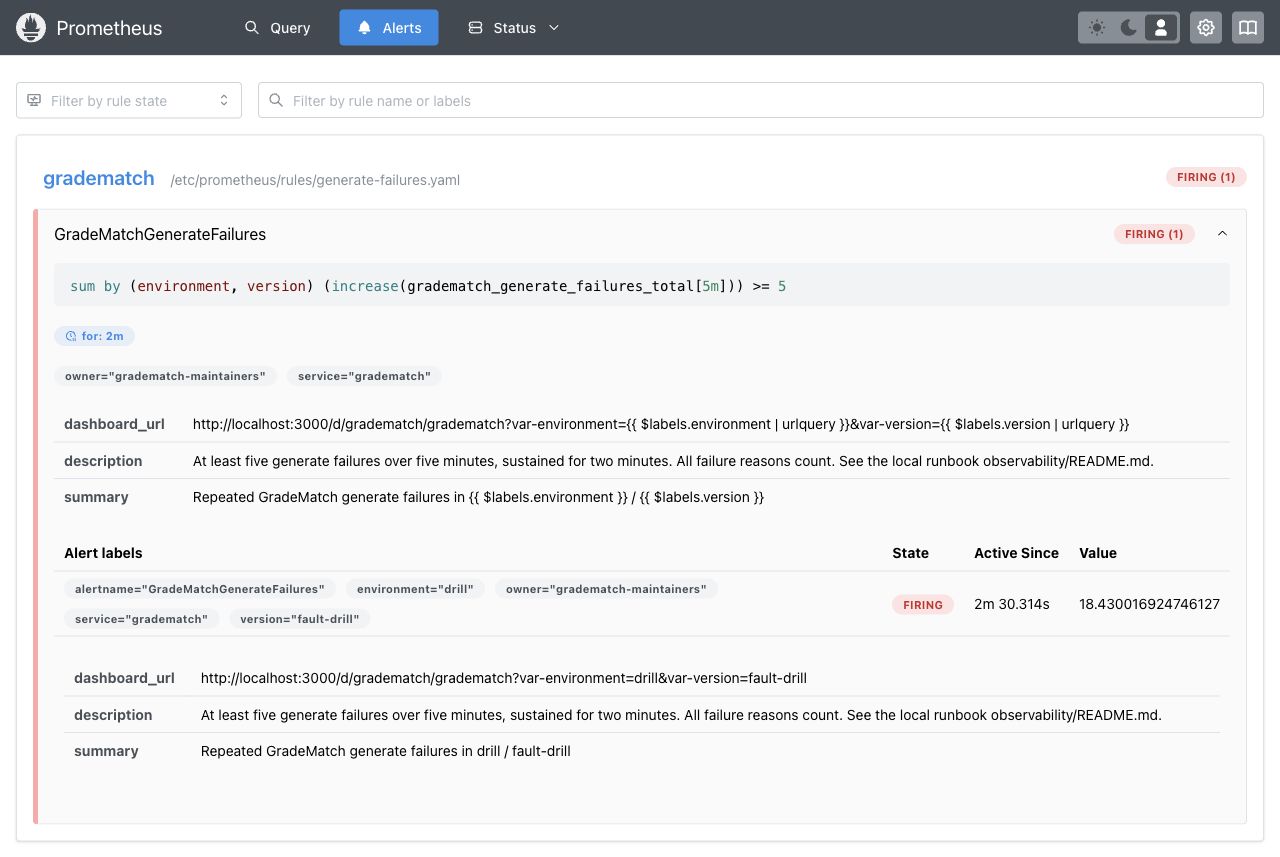 Prometheus Query Alerts Status
Filter by rule state Filter by rule name or labels
gradematch /etc/prometheus/rules/generate-failures.yaml FIRING (1)
GradeMatchGenerateFailures FIRING (1)
sum by (environment, version) (increase(gradematch_generate_failures_total[5m])) >= 5
for: 2m
owner="gradematch-maintainers" service="gradematch"
dashboard_url http://localhost:3000/d/gradematch/gradematch?var-environment={{ $labels.environment | urlquery }}&var-version={{ $labels.version | urlquery }}
description At least five generate failures over five minutes, sustained for two minutes. All failure reasons count. See the local runbook observability/README.md.
summary Repeated GradeMatch generate failures in {{ $labels.environment }} / {{ $labels.version }}
Alert labels State Active Since Value
alertname="GradeMatchGenerateFailures" environment="drill" owner="gradematch-maintainers"
service="gradematch" version="fault-drill" FIRING 2m 30.314s 18.430016924746127
dashboard_url http://localhost:3000/d/gradematch/gradematch?var-environment=drill&var-version=fault-drill
description At least five generate failures over five minutes, sustained for two minutes. All failure reasons count. See the local runbook observability/README.md.
summary Repeated GradeMatch generate failures in drill / fault-drill